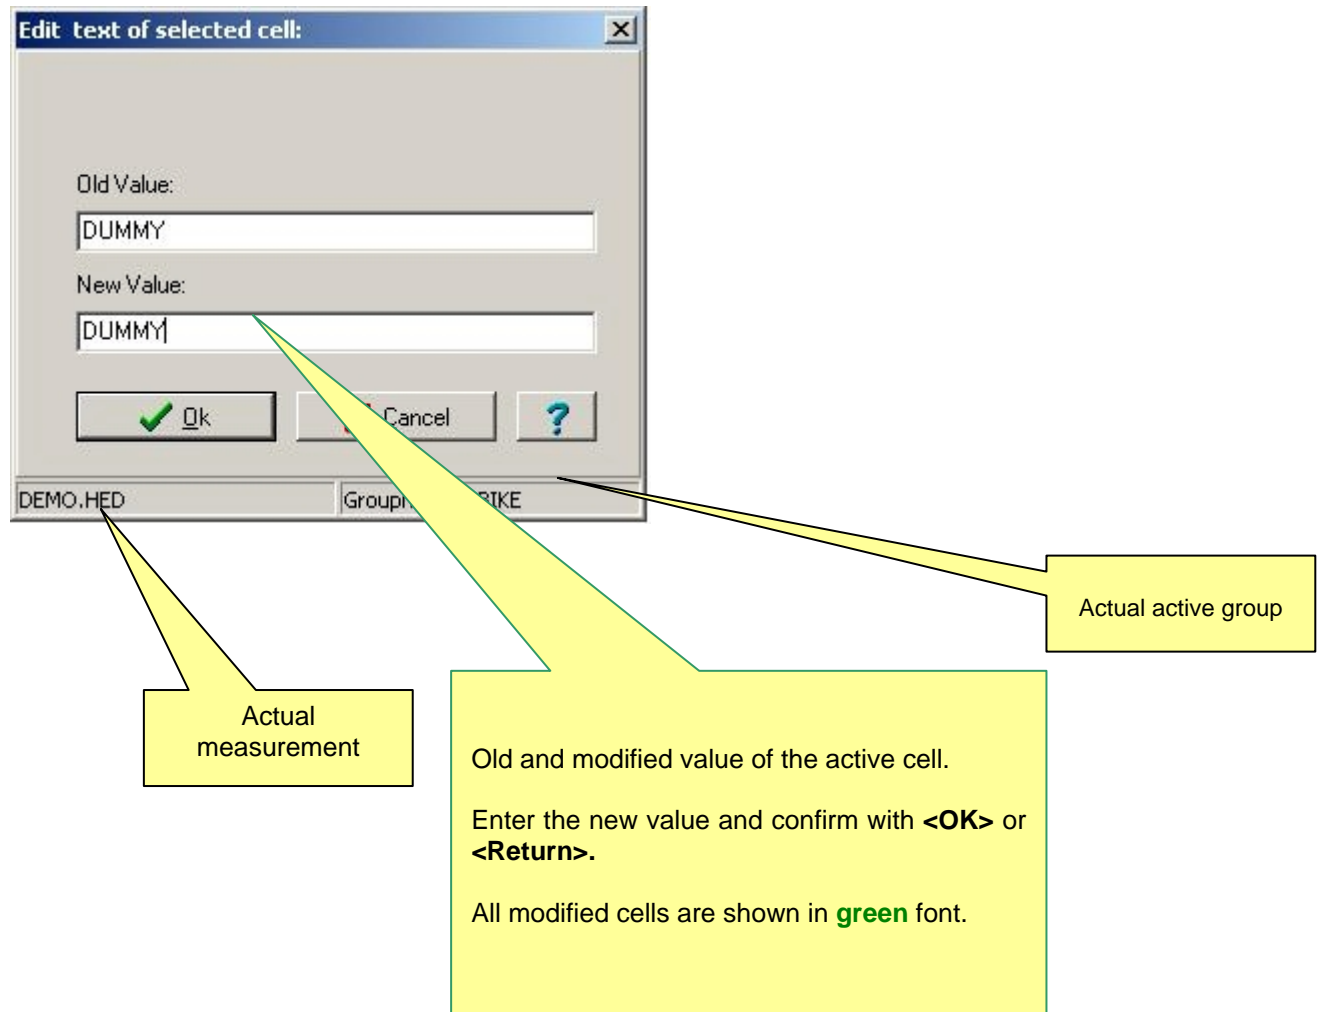 Edit text of selected cell:
Old Value:
DUMMY
New Value:
DUMMY
Ok
Cancel
?
DEMO.HED
BIKE
Actual active group
Actual
measurement
Old and modified value of the active cell.
Enter the new value and confirm with <OK> or
<Return>.
All modified cells are shown in green font.